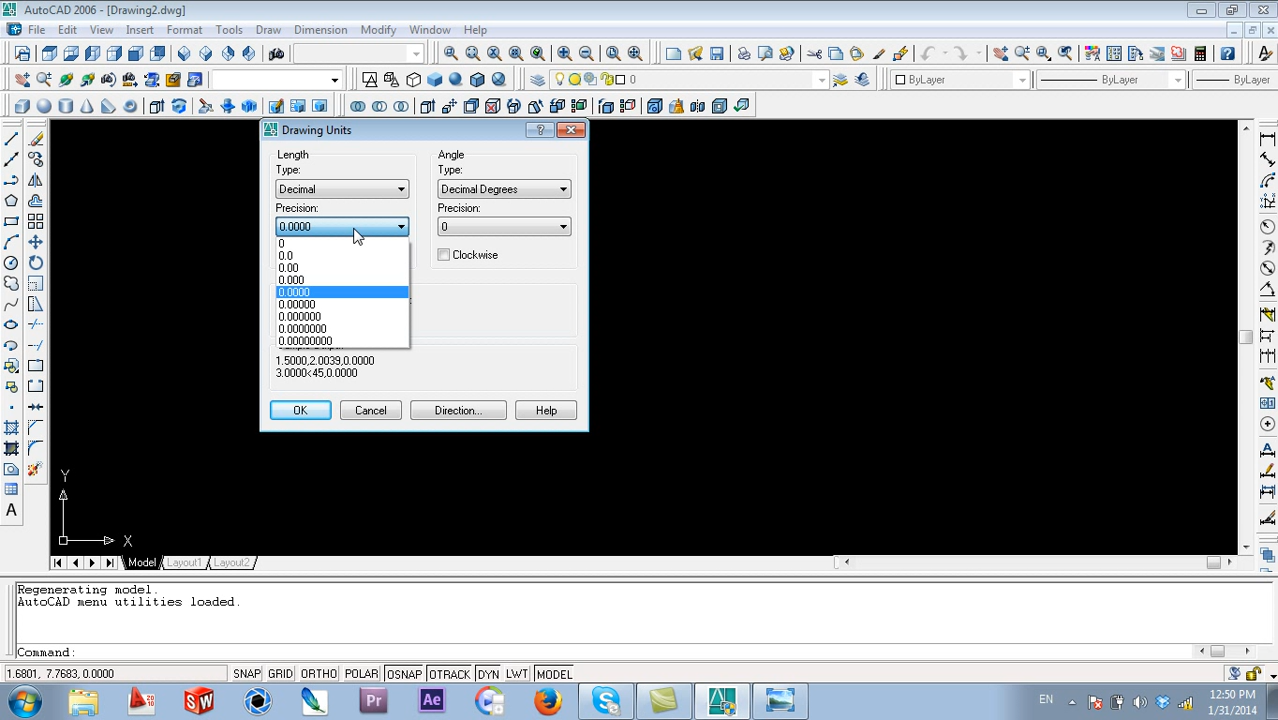 AutoCAD 2006 - [Drawing2.dwg]
File Edit View Insert Format Tools Draw Dimension Modify Window Help
0 ByLayer ByLayer ByLayer
Drawing Units
Length
Type:
Decimal
Precision:
0.0000
0
0.0
0.00
0.000
0.0000
0.00000
0.000000
0.0000000
0.00000000
Angle
Type:
Decimal Degrees
Precision:
0
Clockwise
1.5000,2.0039,0.0000
3.0000<45,0.0000
OK Cancel Direction... Help
Y
X
A
Model Layout1 Layout2
Regenerating model.
AutoCAD menu utilities loaded.
Command:
1.6801, 7.7683, 0.0000 SNAP GRID ORTHO POLAR OSNAP OTRACK DYN LWT MODEL
Pr Ae EN 12:50 PM
1/31/2014